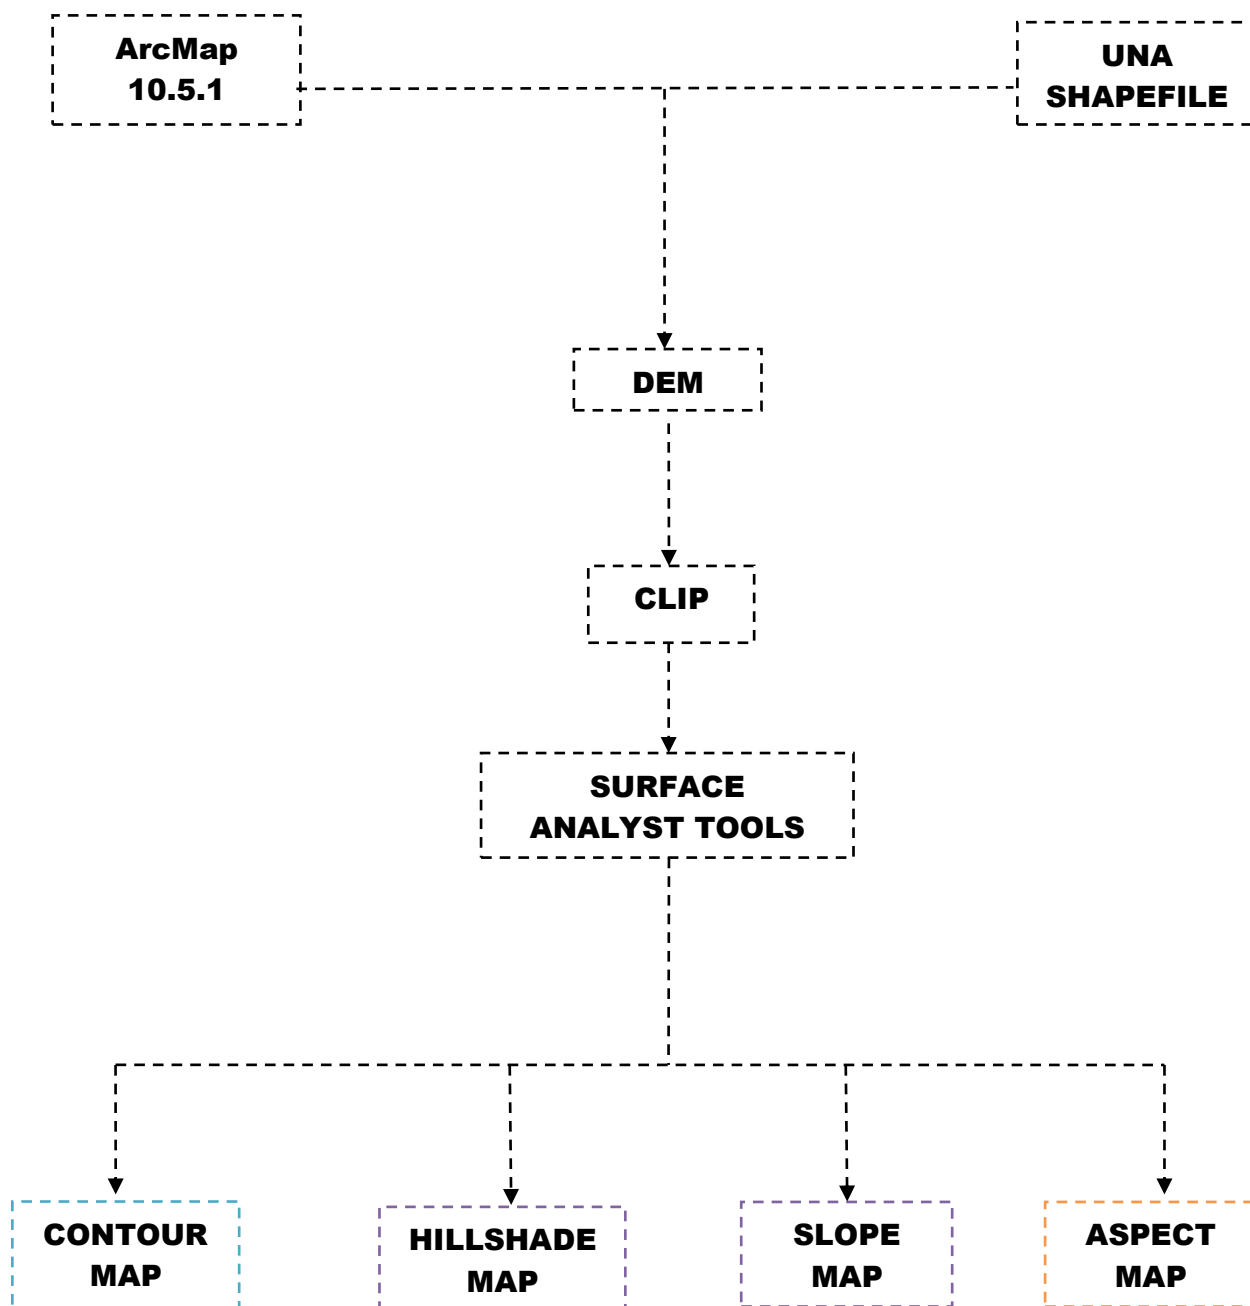 ArcMap
10.5.1
UNA
SHAPEFILE
DEM
CLIP
SURFACE
ANALYST TOOLS
CONTOUR
MAP
HILLSHADE
MAP
SLOPE
MAP
ASPECT
MAP